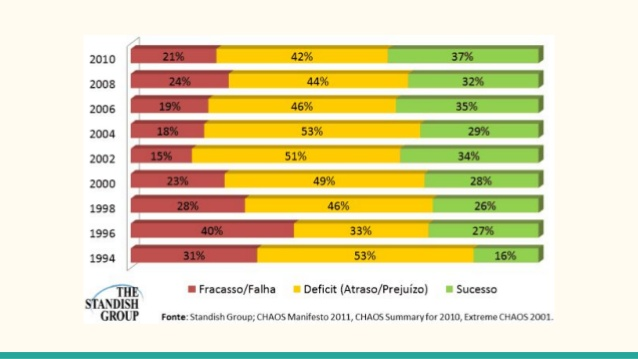 2010 21% 42% 37%
2008 24% 44% 32%
2006 19% 46% 35%
2004 18% 53% 29%
2002 15% 51% 34%
2000 23% 49% 28%
1998 28% 46% 26%
1996 40% 33% 27%
1994 31% 53% 16%
Fracasso/Falha Deficit (Atraso/Prejuízo) Sucesso
THE
STANDISH
GROUP
Fonte: Standish Group; CHAOS Manifesto 2011, CHAOS Summary for 2010, Extreme CHAOS 2001.